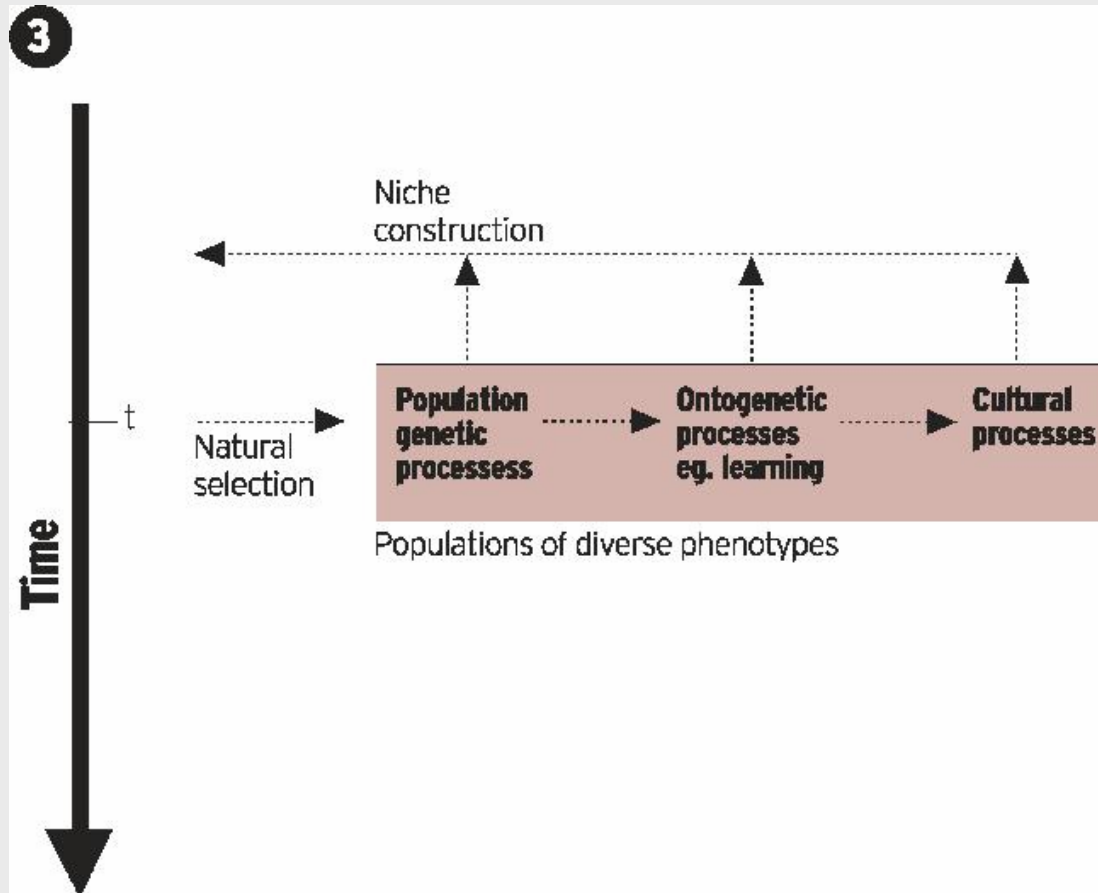 3
Niche
construction
t
Natural
selection
Population
genetic
processess
Ontogenetic
processes
eg. learning
Cultural
processes
Populations of diverse phenotypes
Time